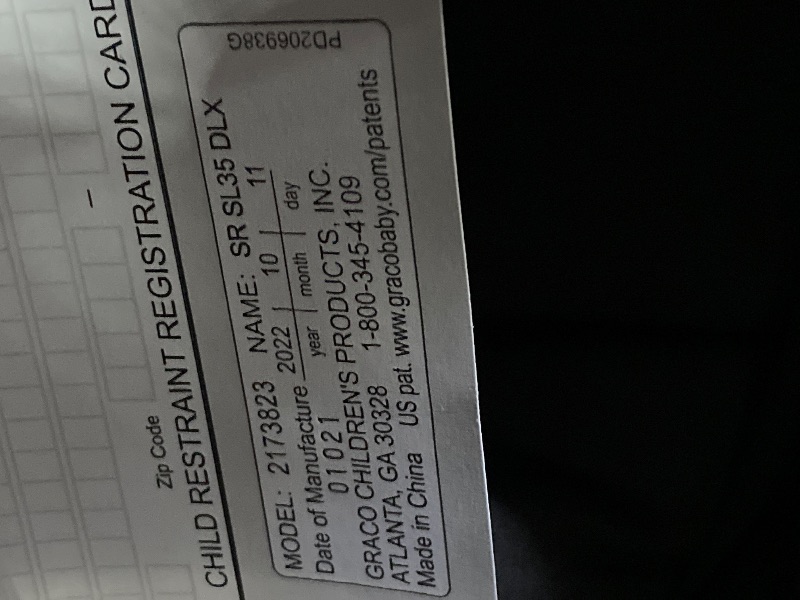 Zip Code
–
CHILD RESTRAINT REGISTRATION CARD
MODEL: 2173823 NAME: SR SL35 DLX
Date of Manufacture 2022 | 10 | 11
year | month | day
01021
GRACO CHILDREN'S PRODUCTS, INC.
ATLANTA, GA 30328 1-800-345-4109
Made in China US pat. www.gracobaby.com/patents
PD206938G